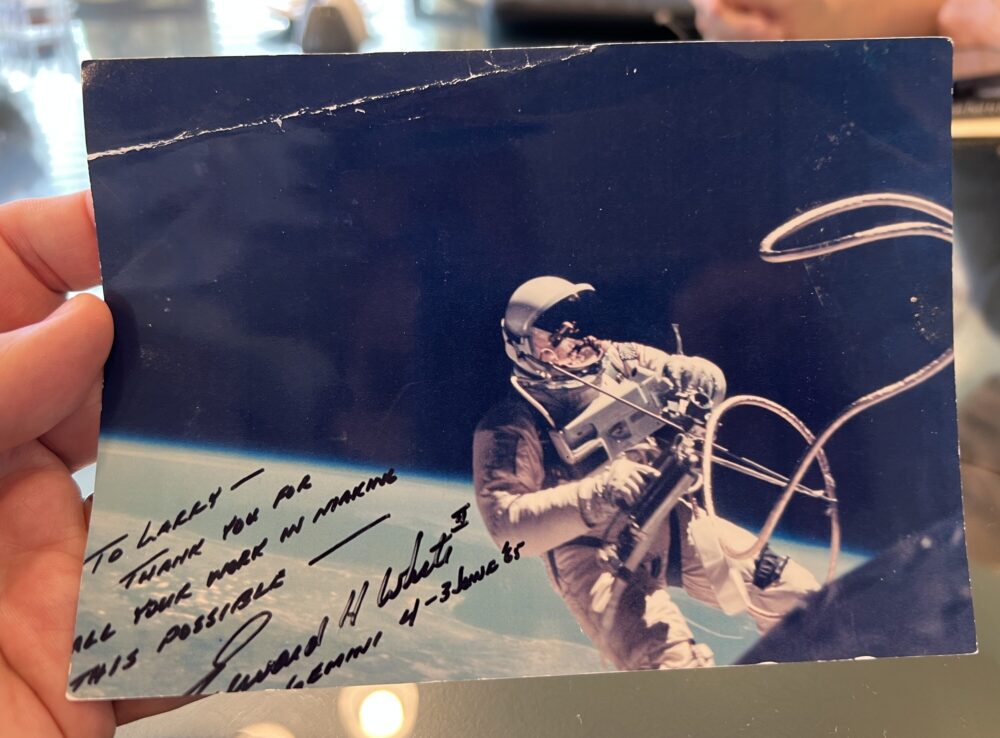 TO LARRY —
THANK YOU FOR
ALL YOUR WORK IN MAKING
THIS POSSIBLE —
Edward H White II
GEMINI 4 - 3 JUNE '65